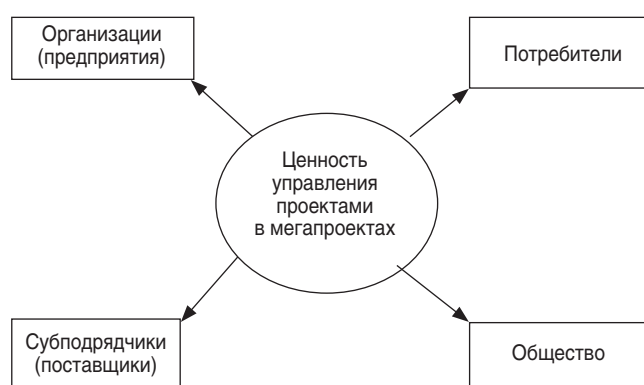 Организации
(предприятия)
Потребители
Ценность
управления
проектами
в мегапроектах
Субподрядчики
(поставщики)
Общество